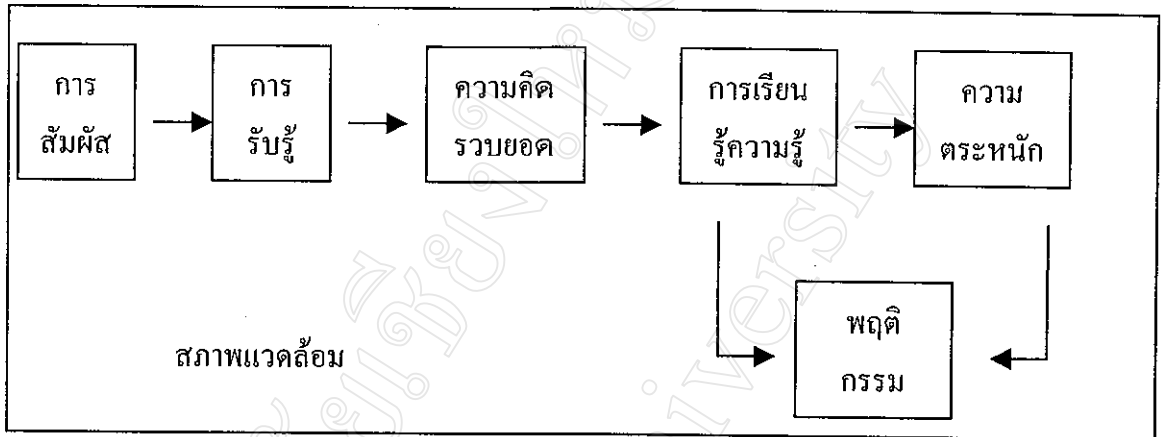 การ
สัมผัส
การ
รับรู้
ความคิด
รวบยอด
การเรียน
รู้ความรู้
ความ
ตระหนัก
พฤติ
กรรม
สภาพแวดล้อม